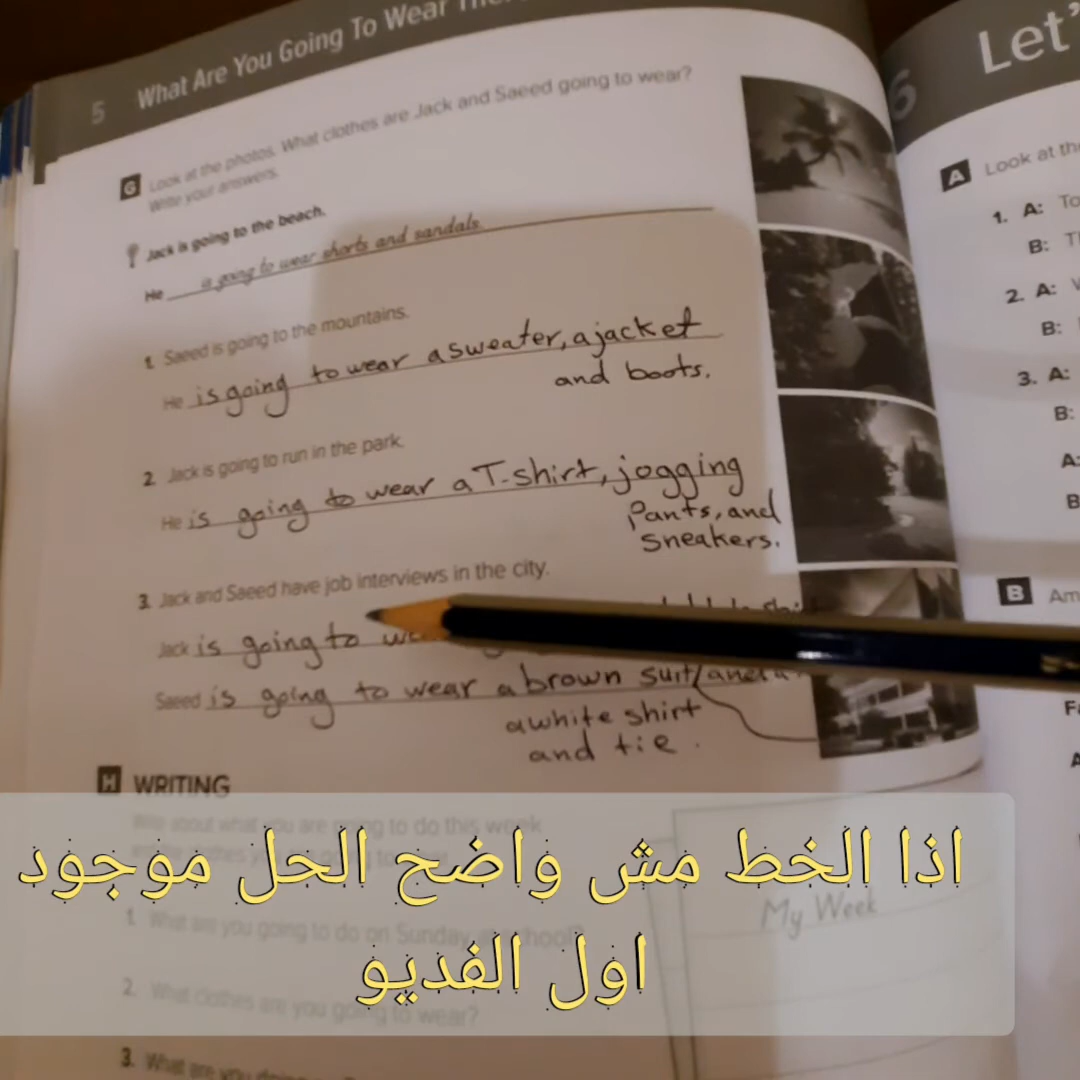 5 What Are You Going To Wear
G Look at the photos. What clothes are Jack and Saeed going to wear?
Write your answers.
Jack is going to the beach.
He is going to wear shorts and sandals.
1. Saeed is going to the mountains.
He is going to wear a sweater, a jacket
and boots.
2. Jack is going to run in the park.
He is going to wear a T-shirt, jogging
pants, and
sneakers.
3. Jack and Saeed have job interviews in the city.
Jack is going to
Saeed is going to wear a brown suit
a white shirt
and tie.
H WRITING
Write about what you are going to do this week
1. What are you going to do on Sunday
2. What clothes are you going to wear?
3. What are you
My Week
اذا الخط مش واضح الحل موجود
اول الفديو
6 Let'
A Look at the
1. A: To
B:
2. A:
B:
3. A:
B:
A:
B
B Am